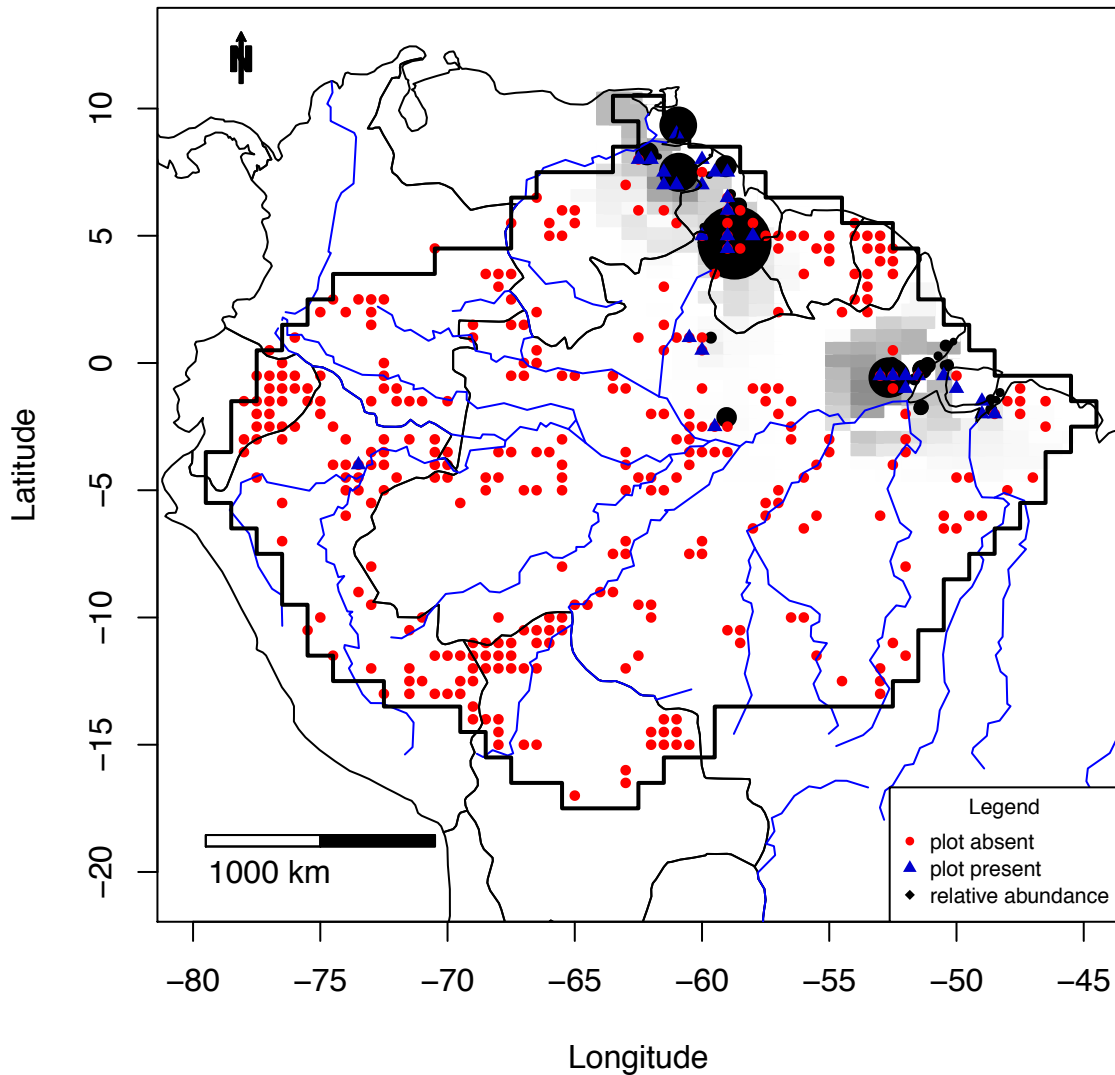 N
Latitude
10
5
0
−5
−10
−15
−20
1000 km
Legend
plot absent
plot present
relative abundance
−80 −75 −70 −65 −60 −55 −50 −45
Longitude